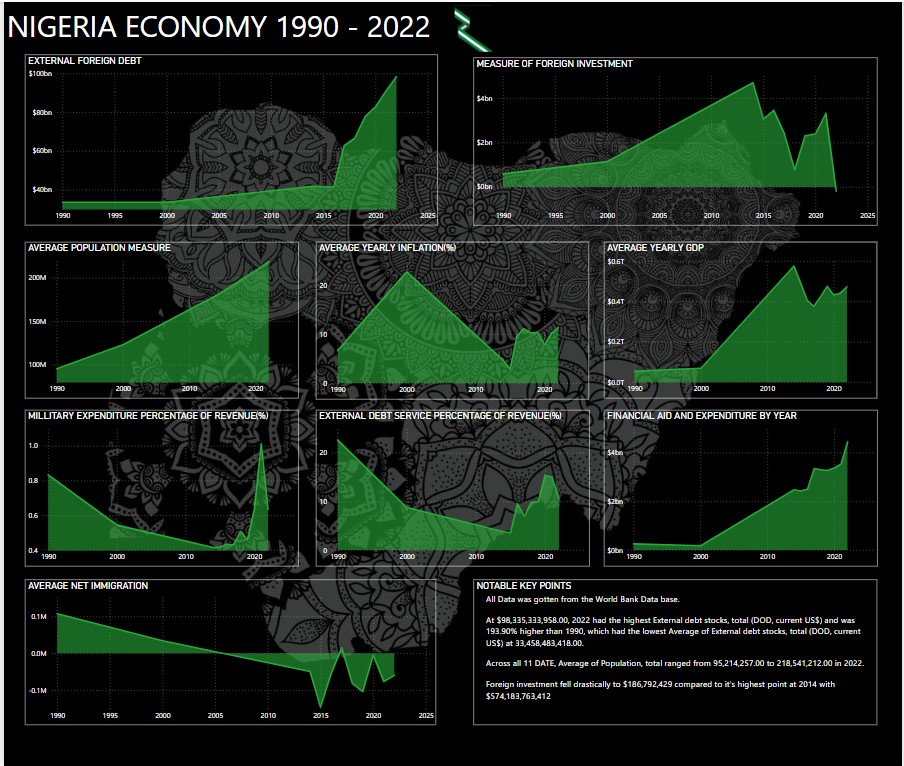 NIGERIA ECONOMY 1990 - 2022
EXTERNAL FOREIGN DEBT
$100bn
$80bn
$60bn
$40bn
1990 1995 2000 2005 2010 2015 2020 2025
MEASURE OF FOREIGN INVESTMENT
$4bn
$2bn
$0bn
1990 1995 2000 2005 2010 2015 2020 2025
AVERAGE POPULATION MEASURE
200M
150M
100M
1990 2000 2010 2020
AVERAGE YEARLY INFLATION(%)
20
10
0
1990 2000 2010 2020
AVERAGE YEARLY GDP
$0.6T
$0.4T
$0.2T
$0.0T
1990 2000 2010 2020
MILLITARY EXPENDITURE PERCENTAGE OF REVENUE(%)
1.0
0.8
0.6
0.4
1990 2000 2010 2020
EXTERNAL DEBT SERVICE PERCENTAGE OF REVENUE(%)
20
10
0
1990 2000 2010 2020
FINANCIAL AID AND EXPENDITURE BY YEAR
$4bn
$2bn
$0bn
1990 2000 2010 2020
AVERAGE NET IMMIGRATION
0.1M
0.0M
-0.1M
1990 1995 2000 2005 2010 2015 2020 2025
NOTABLE KEY POINTS
All Data was gotten from the World Bank Data base.
At $98,335,333,958.00, 2022 had the highest External debt stocks, total (DOD, current US$) and was
193.90% higher than 1990, which had the lowest Average of External debt stocks, total (DOD, current
US$) at 33,458,483,418.00.
Across all 11 DATE, Average of Population, total ranged from 95,214,257.00 to 218,541,212.00 in 2022.
Foreign investment fell drastically to $186,792,429 compared to it's highest point at 2014 with
$574,183,763,412